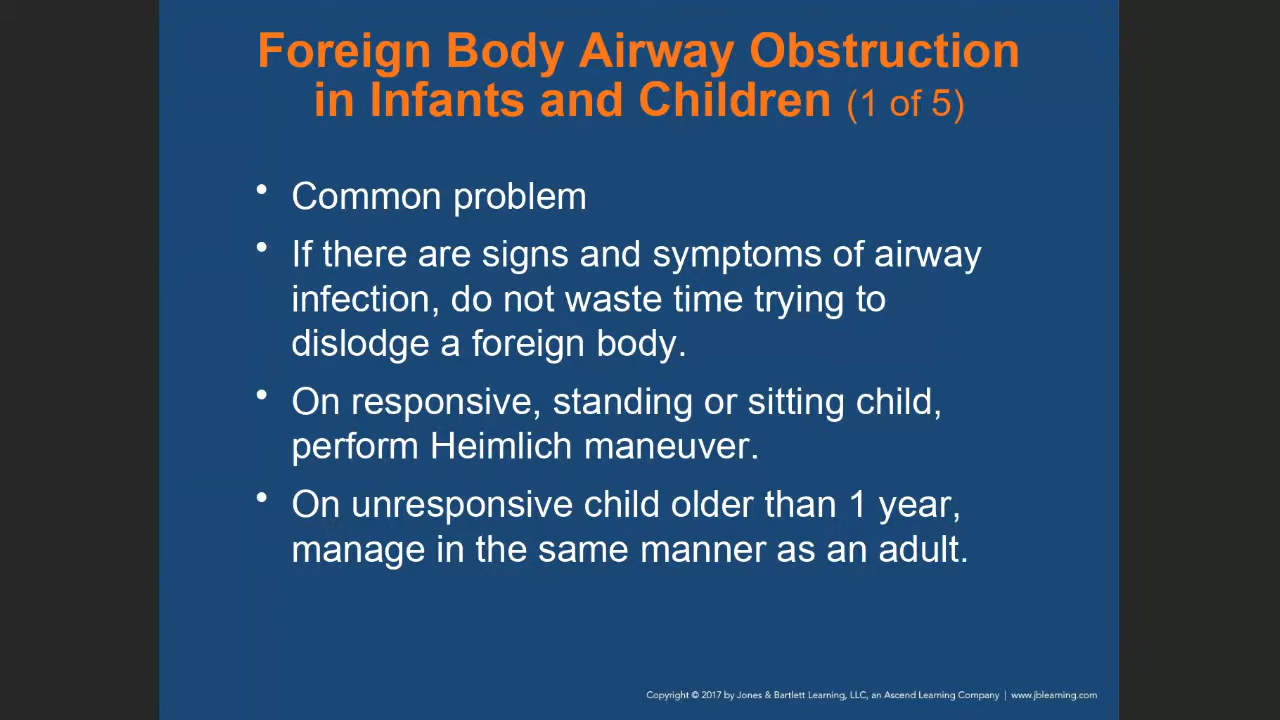 Foreign Body Airway Obstruction
in Infants and Children (1 of 5)
• Common problem
• If there are signs and symptoms of airway
infection, do not waste time trying to
dislodge a foreign body.
• On responsive, standing or sitting child,
perform Heimlich maneuver.
• On unresponsive child older than 1 year,
manage in the same manner as an adult.
Copyright © 2017 by Jones & Bartlett Learning, LLC, an Ascend Learning Company | www.jblearning.com